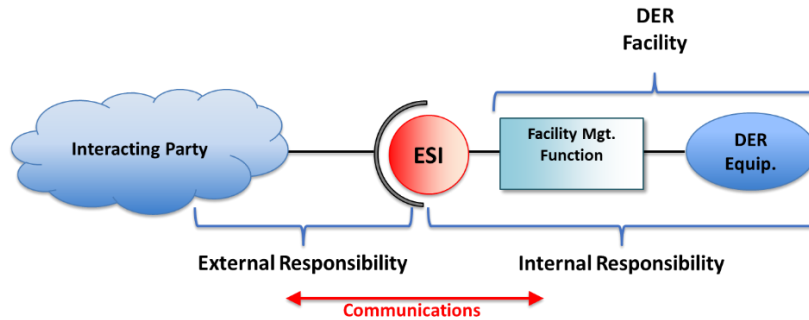 DER
Facility
Interacting Party
ESI
Facility Mgt.
Function
DER
Equip.
External Responsibility
Internal Responsibility
Communications